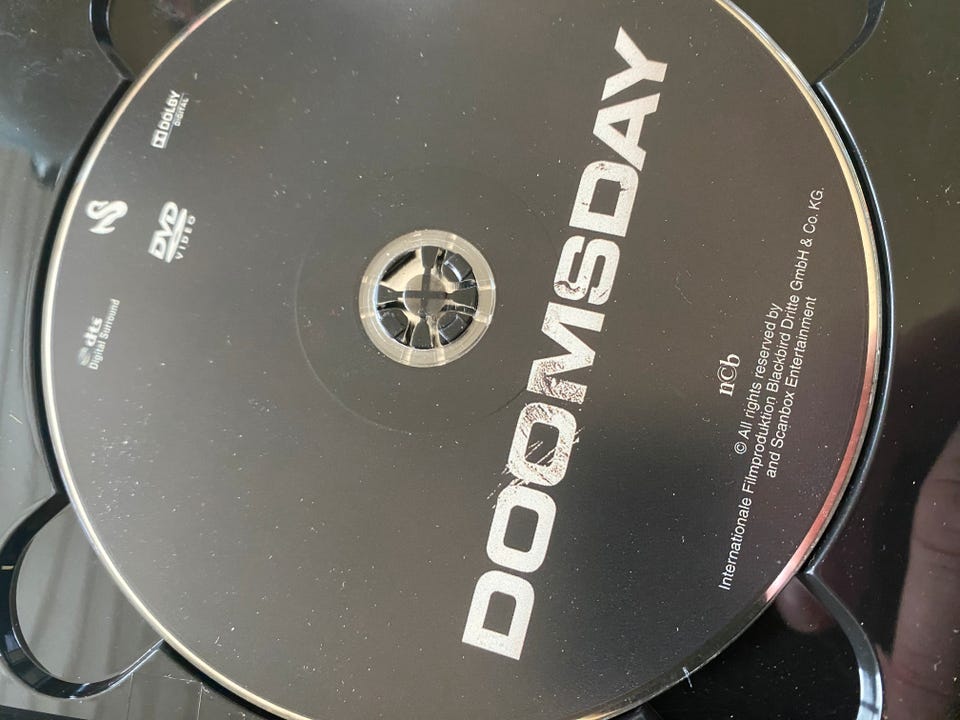 DOLBY
DIGITAL
S
DVD
VIDEO
dts
Digital Surround
DOOMSDAY
nCb
© All rights reserved by
Internationale Filmproduktion Blackbird Dritte GmbH & Co. KG.
and Scanbox Entertainment